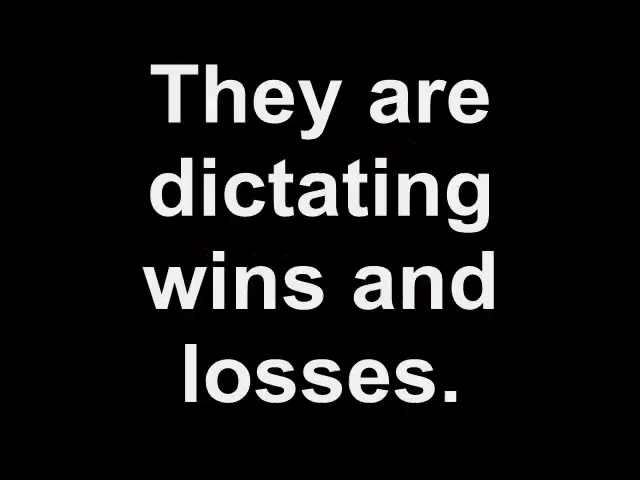 They are
dictating
wins and
losses.